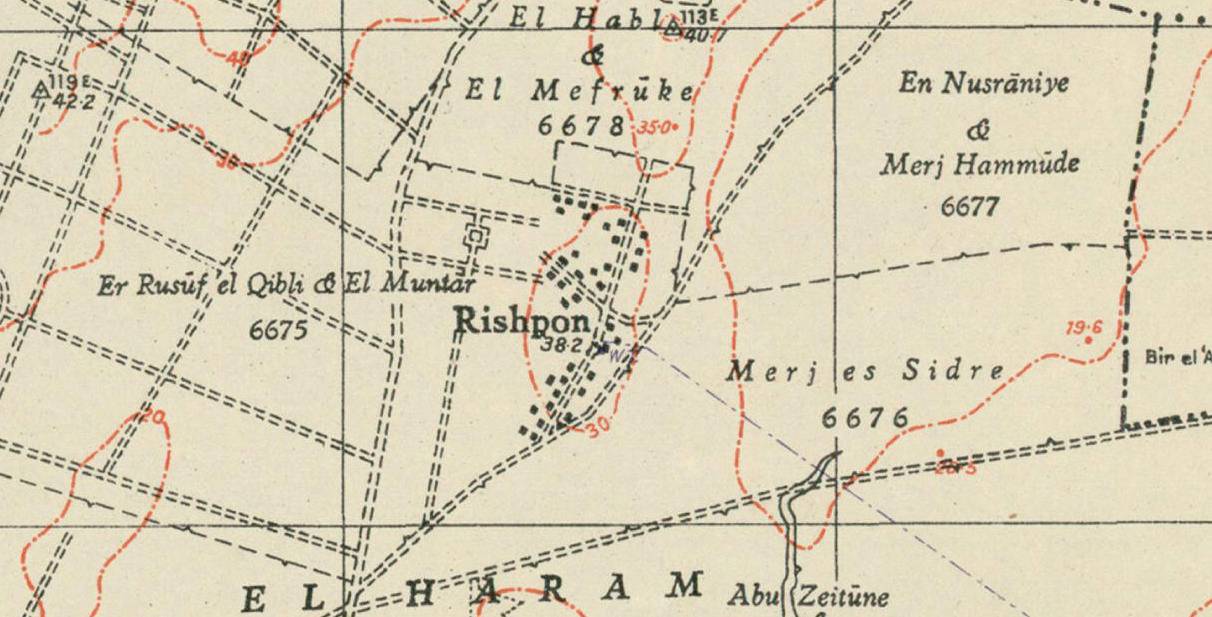 El Habl
113E
40·7
&
119E
42·2
El Mefrūke
En Nusrāniye
&
6678
35·0
Merj Hammūde
6677
30
Er Rusūf el Qibli & El Muntār
6675
Rishpon
38·2
W
19·6
Bir el 'A
Merj es Sidre
6676
20
30
EL HARAM
Abu Zeitūne